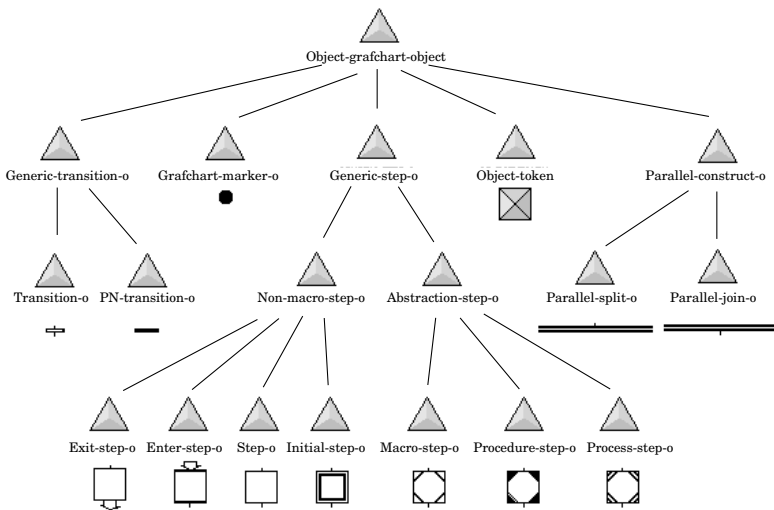 Object-grafchart-object
Generic-transition-o
Grafchart-marker-o
Generic-step-o
Object-token
Parallel-construct-o
Transition-o
PN-transition-o
Non-macro-step-o
Abstraction-step-o
Parallel-split-o
Parallel-join-o
Exit-step-o
Enter-step-o
Step-o
Initial-step-o
Macro-step-o
Procedure-step-o
Process-step-o